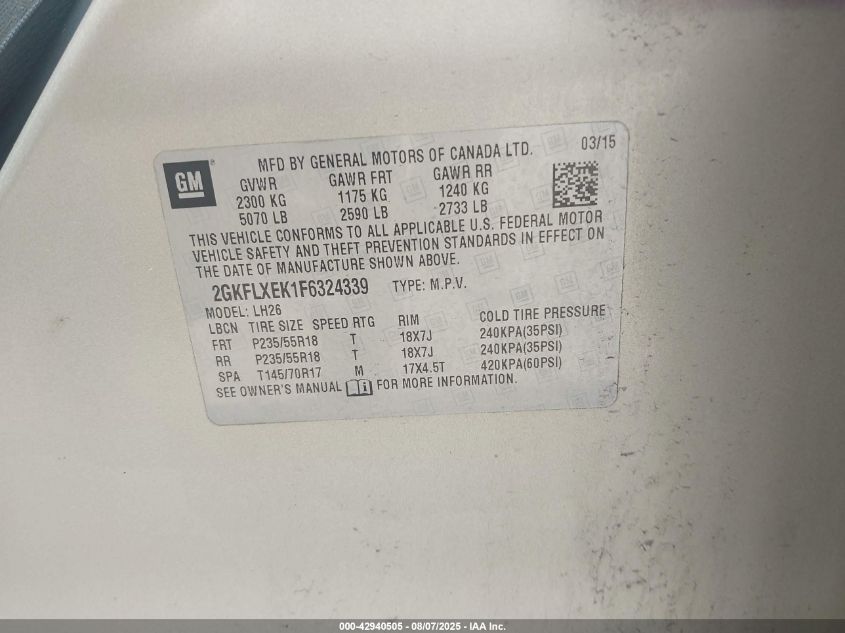 GM
MFD BY GENERAL MOTORS OF CANADA LTD. 03/15
GVWR GAWR FRT GAWR RR
2300 KG 1175 KG 1240 KG
5070 LB 2590 LB 2733 LB
THIS VEHICLE CONFORMS TO ALL APPLICABLE U.S. FEDERAL MOTOR
VEHICLE SAFETY AND THEFT PREVENTION STANDARDS IN EFFECT ON
THE DATE OF MANUFACTURE SHOWN ABOVE.
2GKFLXEK1F6324339 TYPE: M.P.V.
MODEL: LH26
LBCN TIRE SIZE SPEED RTG RIM COLD TIRE PRESSURE
FRT P235/55R18 T 18X7J 240KPA(35PSI)
RR P235/55R18 T 18X7J 240KPA(35PSI)
SPA T145/70R17 M 17X4.5T 420KPA(60PSI)
SEE OWNER'S MANUAL FOR MORE INFORMATION.
000-42940505 - 08/07/2025 - IAA Inc.